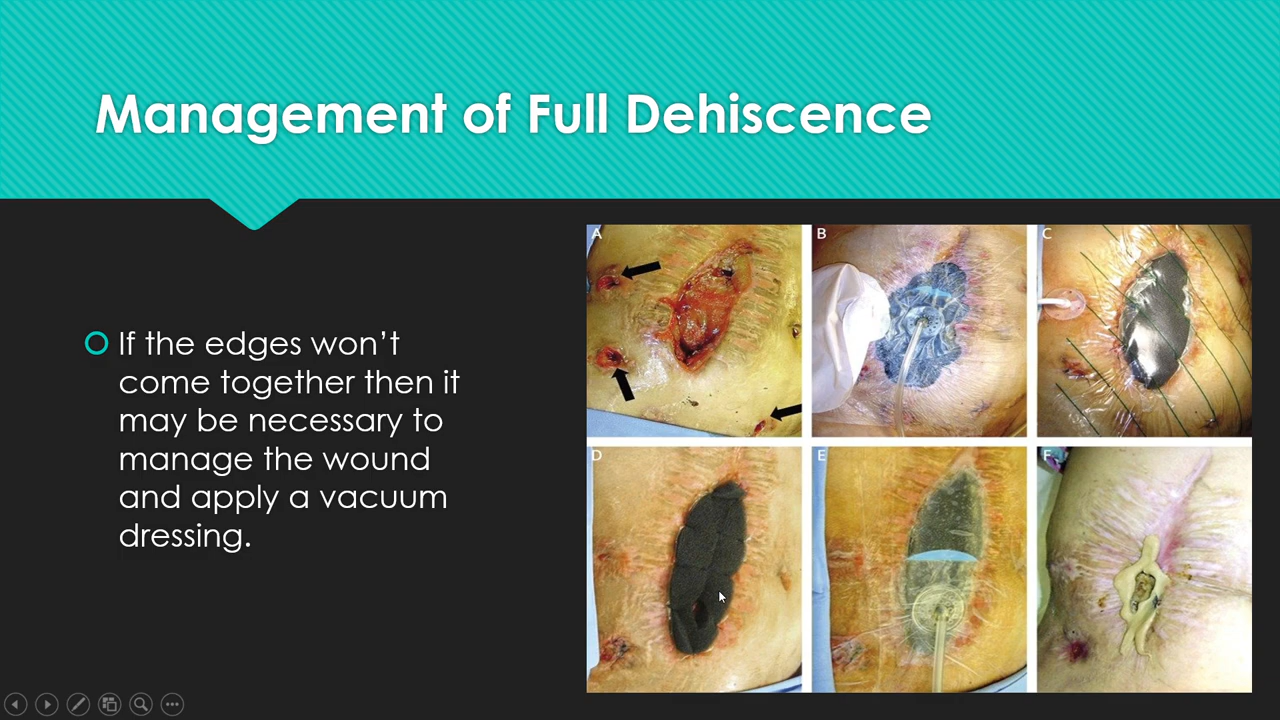 Management of Full Dehiscence
If the edges won’t
come together then it
may be necessary to
manage the wound
and apply a vacuum
dressing.
A
B
C
D
E
F